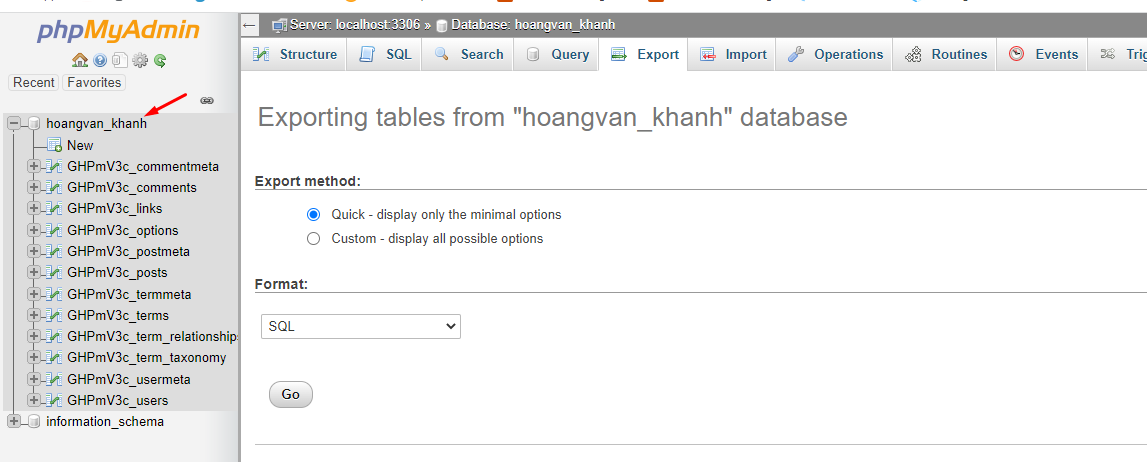 phpMyAdmin
Recent Favorites
hoangvan_khanh
New
GHPmV3c_commentmeta
GHPmV3c_comments
GHPmV3c_links
GHPmV3c_options
GHPmV3c_postmeta
GHPmV3c_posts
GHPmV3c_termmeta
GHPmV3c_terms
GHPmV3c_term_relationships
GHPmV3c_term_taxonomy
GHPmV3c_usermeta
GHPmV3c_users
information_schema
← Server: localhost:3306 » Database: hoangvan_khanh
Structure SQL Search Query Export Import Operations Routines Events Trig
Exporting tables from "hoangvan_khanh" database
Export method:
Quick - display only the minimal options
Custom - display all possible options
Format:
SQL
Go